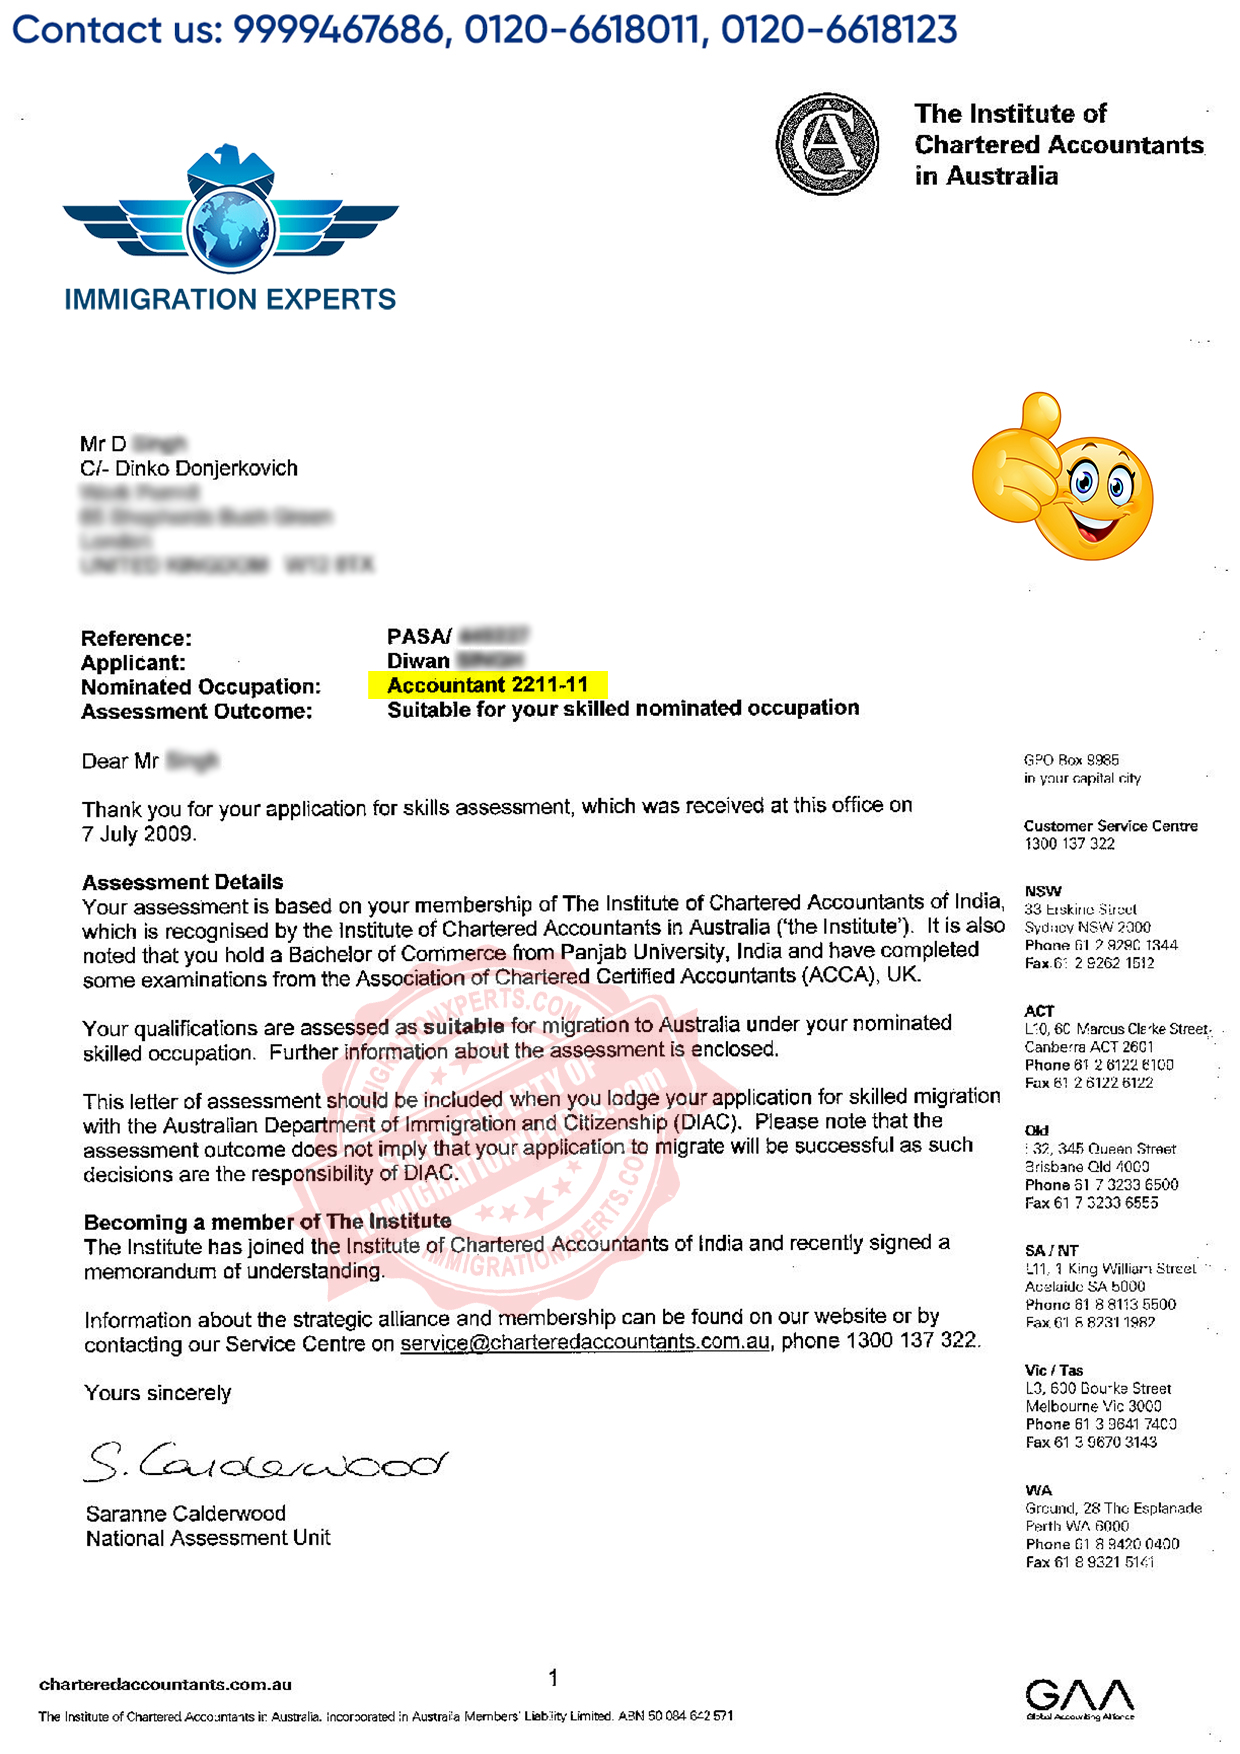 Contact us: 9999467686, 0120-6618011, 0120-6618123
The Institute of
Chartered Accountants
in Australia
IMMIGRATION EXPERTS
Mr D
C/- Dinko Donjerkovich
Reference: PASA/
Applicant: Diwan
Nominated Occupation: Accountant 2211-11
Assessment Outcome: Suitable for your skilled nominated occupation
Dear Mr
Thank you for your application for skills assessment, which was received at this office on
7 July 2009.
Assessment Details
Your assessment is based on your membership of The Institute of Chartered Accountants of India,
which is recognised by the Institute of Chartered Accountants in Australia ('the Institute'). It is also
noted that you hold a Bachelor of Commerce from Panjab University, India and have completed
some examinations from the Association of Chartered Certified Accountants (ACCA), UK.
Your qualifications are assessed as suitable for migration to Australia under your nominated
skilled occupation. Further information about the assessment is enclosed.
This letter of assessment should be included when you lodge your application for skilled migration
with the Australian Department of Immigration and Citizenship (DIAC). Please note that the
assessment outcome does not imply that your application to migrate will be successful as such
decisions are the responsibility of DIAC.
Becoming a member of The Institute
The Institute has joined the Institute of Chartered Accountants of India and recently signed a
memorandum of understanding.
Information about the strategic alliance and membership can be found on our website or by
contacting our Service Centre on service@charteredaccountants.com.au, phone 1300 137 322.
Yours sincerely
S. Calderwood
Saranne Calderwood
National Assessment Unit
GPO Box 9985
in your capital city
Customer Service Centre
1300 137 322
NSW
33 Erskine Street
Sydney NSW 2000
Phone 61 2 9290 1344
Fax 61 2 9262 1512
ACT
L10, 60 Marcus Clarke Street
Canberra ACT 2601
Phone 61 2 6122 6100
Fax 61 2 6122 6122
Qld
L32, 345 Queen Street
Brisbane Qld 4000
Phone 61 7 3233 6500
Fax 61 7 3233 6555
SA / NT
L11, 1 King William Street
Adelaide SA 5000
Phone 61 8 8113 5500
Fax 61 8 8231 1982
Vic / Tas
L3, 600 Bourke Street
Melbourne Vic 3000
Phone 61 3 9641 7400
Fax 61 3 9670 3143
WA
Ground, 28 The Esplanade
Perth WA 6000
Phone 61 8 9420 0400
Fax 61 8 9321 5141
IMMIGRATIONXPERTS.COM
PROPERTY OF
IMMIGRATIONXPERTS.com
IMMIGRATIONXPERTS.COM
charteredaccountants.com.au
1
The Institute of Chartered Accountants in Australia. Incorporated in Australia Members' Liability Limited. ABN 50 084 642 571
GAA
Global Accounting Alliance